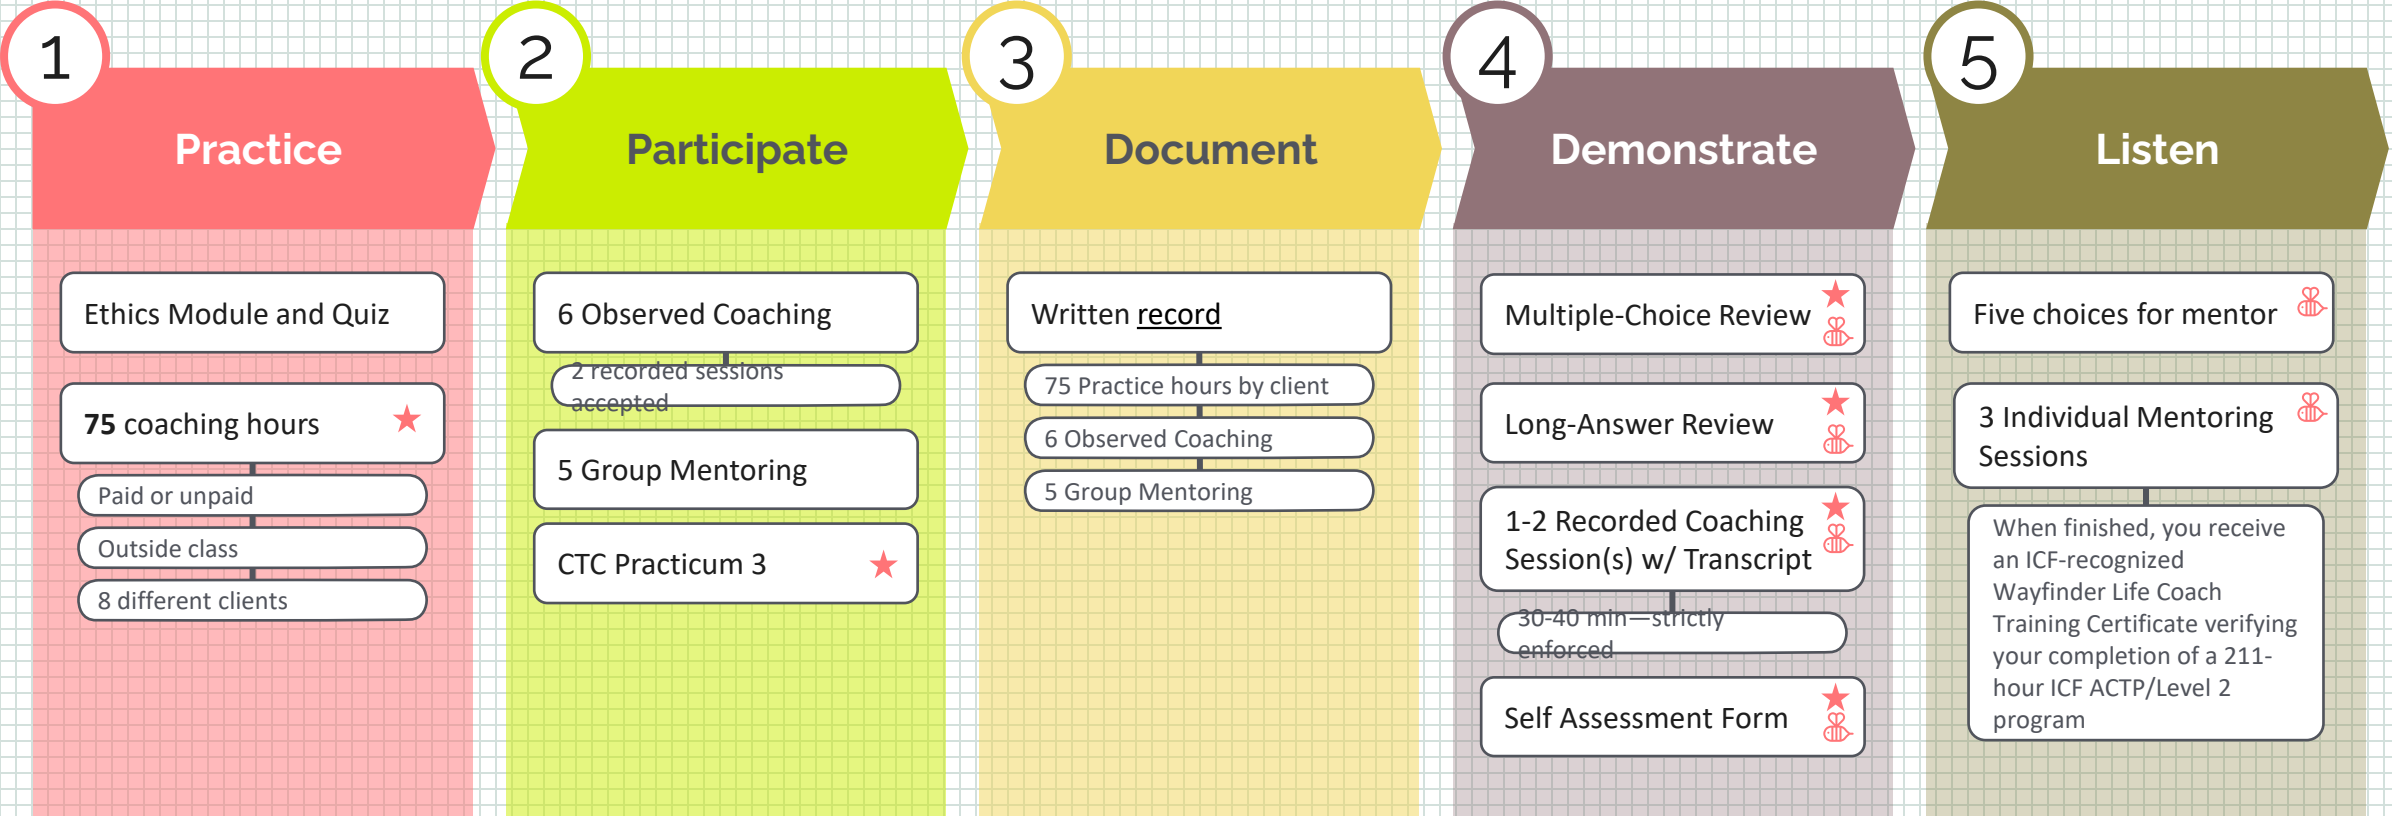 1
Practice
Ethics Module and Quiz
75 coaching hours
Paid or unpaid
Outside class
8 different clients
2
Participate
6 Observed Coaching
2 recorded sessions
accepted
5 Group Mentoring
CTC Practicum 3
3
Document
Written record
75 Practice hours by client
6 Observed Coaching
5 Group Mentoring
4
Demonstrate
Multiple-Choice Review
Long-Answer Review
1-2 Recorded Coaching
Session(s) w/ Transcript
30-40 min—strictly
enforced
Self Assessment Form
5
Listen
Five choices for mentor
3 Individual Mentoring
Sessions
When finished, you receive
an ICF-recognized
Wayfinder Life Coach
Training Certificate verifying
your completion of a 211-
hour ICF ACTP/Level 2
program